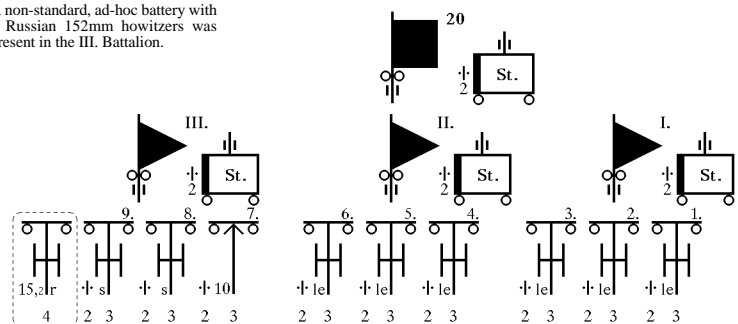 non-standard, ad-hoc battery with
Russian 152mm howitzers was
resent in the III. Battalion.
20
St.
2
III.
II.
I.
St.
St.
St.
2
2
2
9.
8.
7.
6.
5.
4.
3.
2.
1.
15,2 r
s
s
10
le
le
le
le
le
le
4
2 3
2 3
2 3
2 3
2 3
2 3
2 3
2 3
2 3